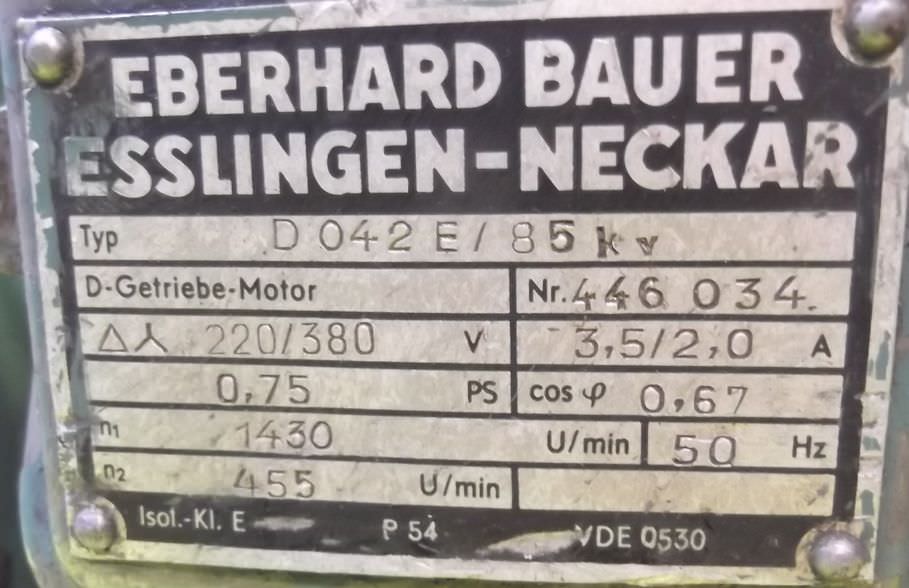 EBERHARD BAUER
ESSLINGEN-NECKAR
Typ D 042 E / 85 k v
D-Getriebe-Motor Nr. 446 034.
220/380 V 3,5/2,0 A
0,75 PS cos φ 0,67
n₁ 1430 U/min 50 Hz
n₂ 455 U/min
Isol.-Kl. E P 54 VDE 0530